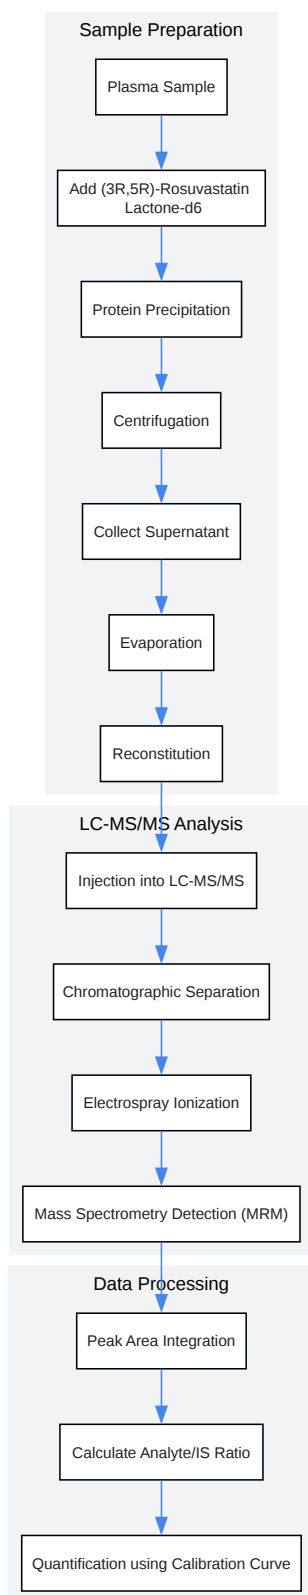 Sample Preparation
Plasma Sample
Add (3R,5R)-Rosuvastatin
Lactone-d6
Protein Precipitation
Centrifugation
Collect Supernatant
Evaporation
Reconstitution
LC-MS/MS Analysis
Injection into LC-MS/MS
Chromatographic Separation
Electrospray Ionization
Mass Spectrometry Detection (MRM)
Data Processing
Peak Area Integration
Calculate Analyte/IS Ratio
Quantification using Calibration Curve